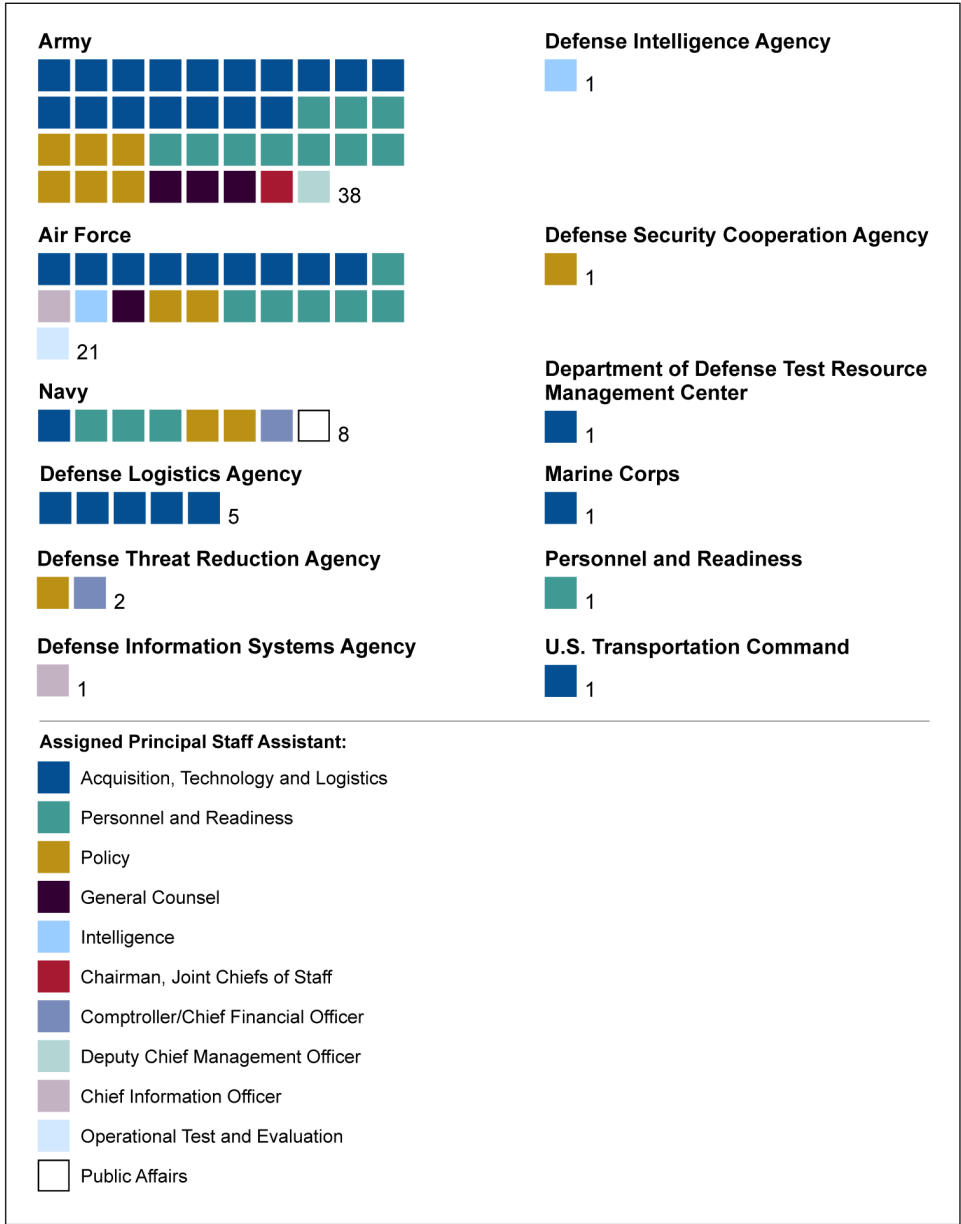 Army
38
Air Force
21
Navy
8
Defense Logistics Agency
5
Defense Threat Reduction Agency
2
Defense Information Systems Agency
1
Defense Intelligence Agency
1
Defense Security Cooperation Agency
1
Department of Defense Test Resource
Management Center
1
Marine Corps
1
Personnel and Readiness
1
U.S. Transportation Command
1
Assigned Principal Staff Assistant:
Acquisition, Technology and Logistics
Personnel and Readiness
Policy
General Counsel
Intelligence
Chairman, Joint Chiefs of Staff
Comptroller/Chief Financial Officer
Deputy Chief Management Officer
Chief Information Officer
Operational Test and Evaluation
Public Affairs